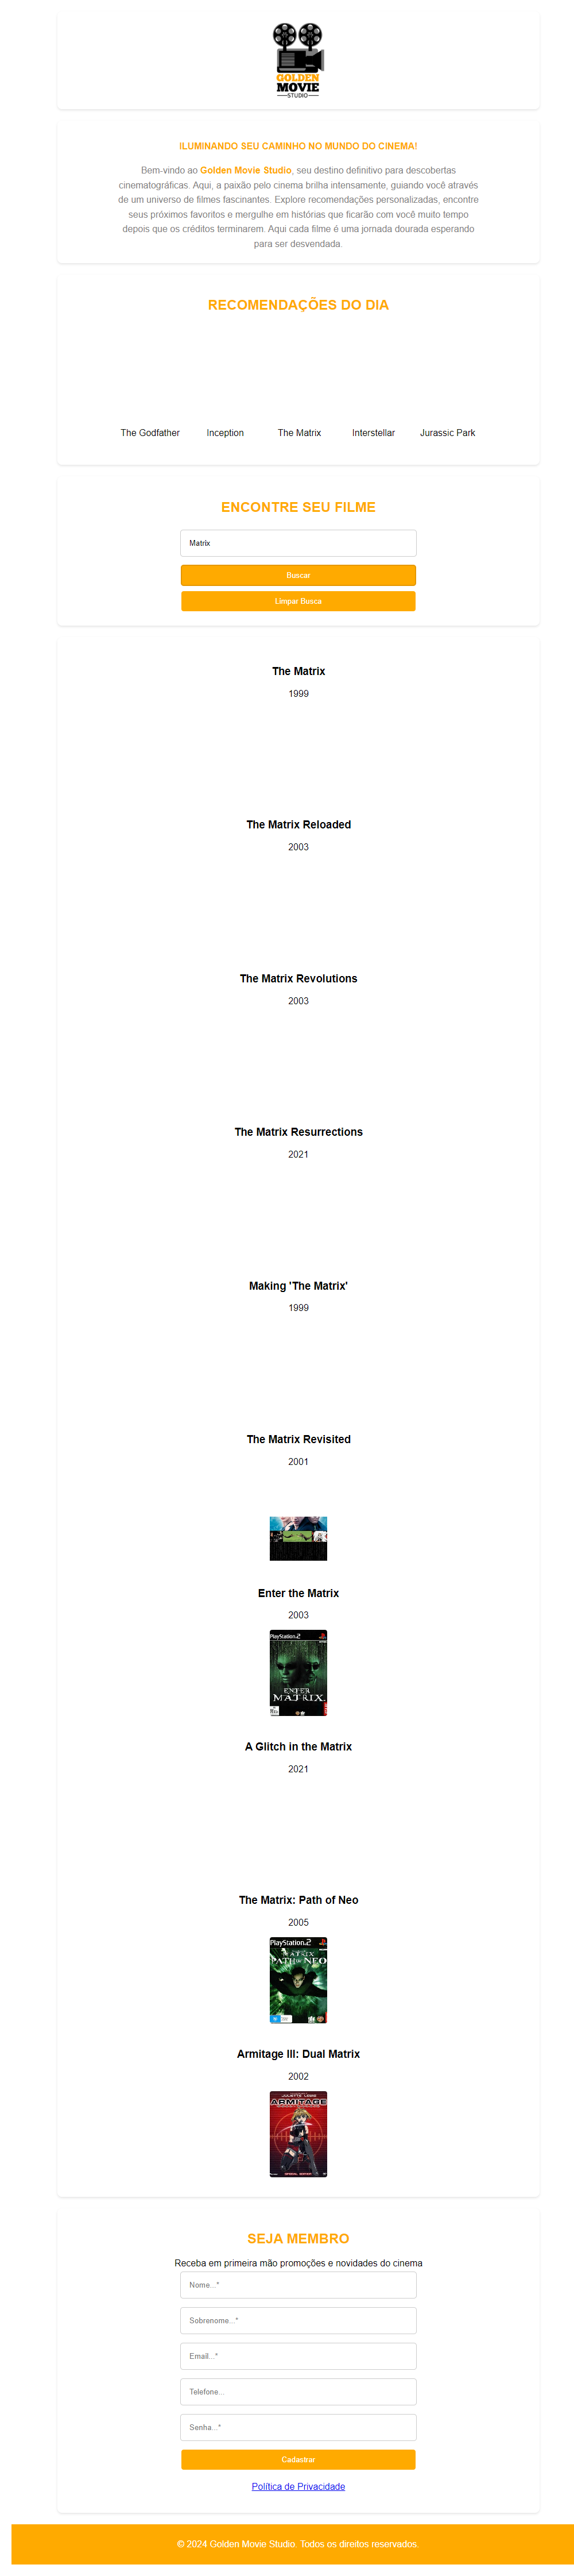 GOLDEN
MOVIE
STUDIO
ILUMINANDO SEU CAMINHO NO MUNDO DO CINEMA!
Bem-vindo ao Golden Movie Studio, seu destino definitivo para descobertas
cinematográficas. Aqui, a paixão pelo cinema brilha intensamente, guiando você através
de um universo de filmes fascinantes. Explore recomendações personalizadas, encontre
seus próximos favoritos e mergulhe em histórias que ficarão com você muito tempo
depois que os créditos terminarem. Aqui cada filme é uma jornada dourada esperando
para ser desvendada.
RECOMENDAÇÕES DO DIA
The Godfather Inception The Matrix Interstellar Jurassic Park
ENCONTRE SEU FILME
Matrix
Buscar
Limpar Busca
The Matrix
1999
The Matrix Reloaded
2003
The Matrix Revolutions
2003
The Matrix Resurrections
2021
Making 'The Matrix'
1999
The Matrix Revisited
2001
Enter the Matrix
2003
PlayStation.2
ENTER
MATRIX
A Glitch in the Matrix
2021
The Matrix: Path of Neo
2005
PlayStation.2
MATRIX
PATH OF NEO
Armitage III: Dual Matrix
2002
JULIETTE LEWIS
ARMITAGE
SPECIAL EDITION
SEJA MEMBRO
Receba em primeira mão promoções e novidades do cinema
Nome...*
Sobrenome...*
Email...*
Telefone...
Senha...*
Cadastrar
Política de Privacidade
© 2024 Golden Movie Studio. Todos os direitos reservados.